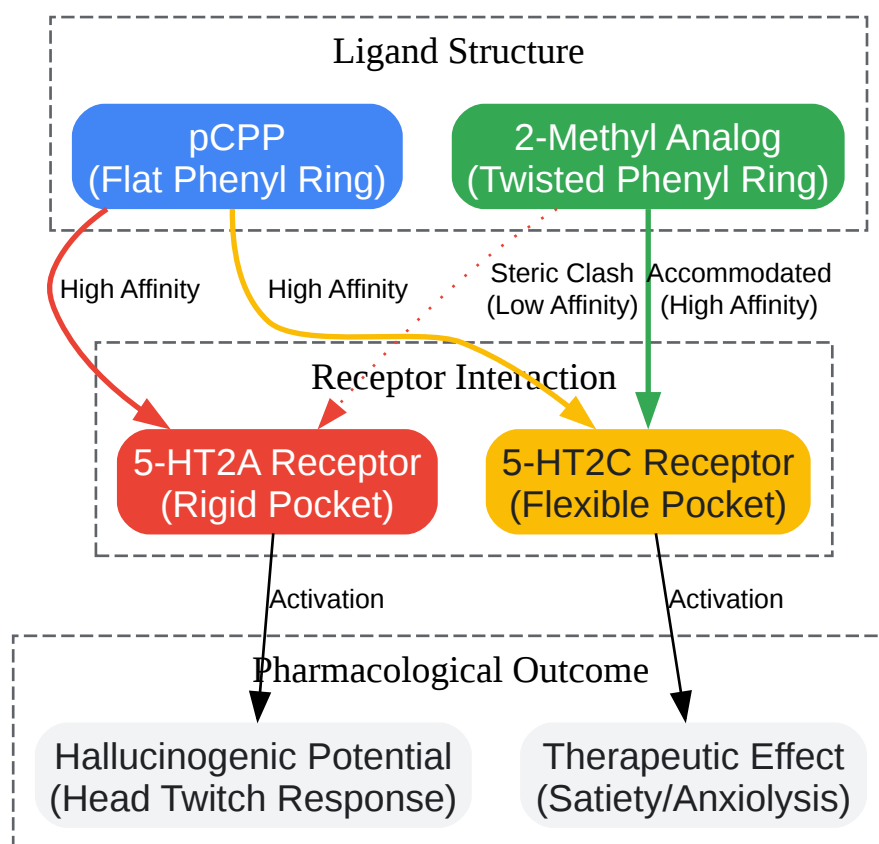 Ligand Structure
pCPP
(Flat Phenyl Ring)
2-Methyl Analog
(Twisted Phenyl Ring)
High Affinity
High Affinity
Steric Clash
(Low Affinity)
Accommodated
(High Affinity)
Receptor Interaction
5-HT2A Receptor
(Rigid Pocket)
5-HT2C Receptor
(Flexible Pocket)
Activation
Activation
Pharmacological Outcome
Hallucinogenic Potential
(Head Twitch Response)
Therapeutic Effect
(Satiety/Anxiolysis)